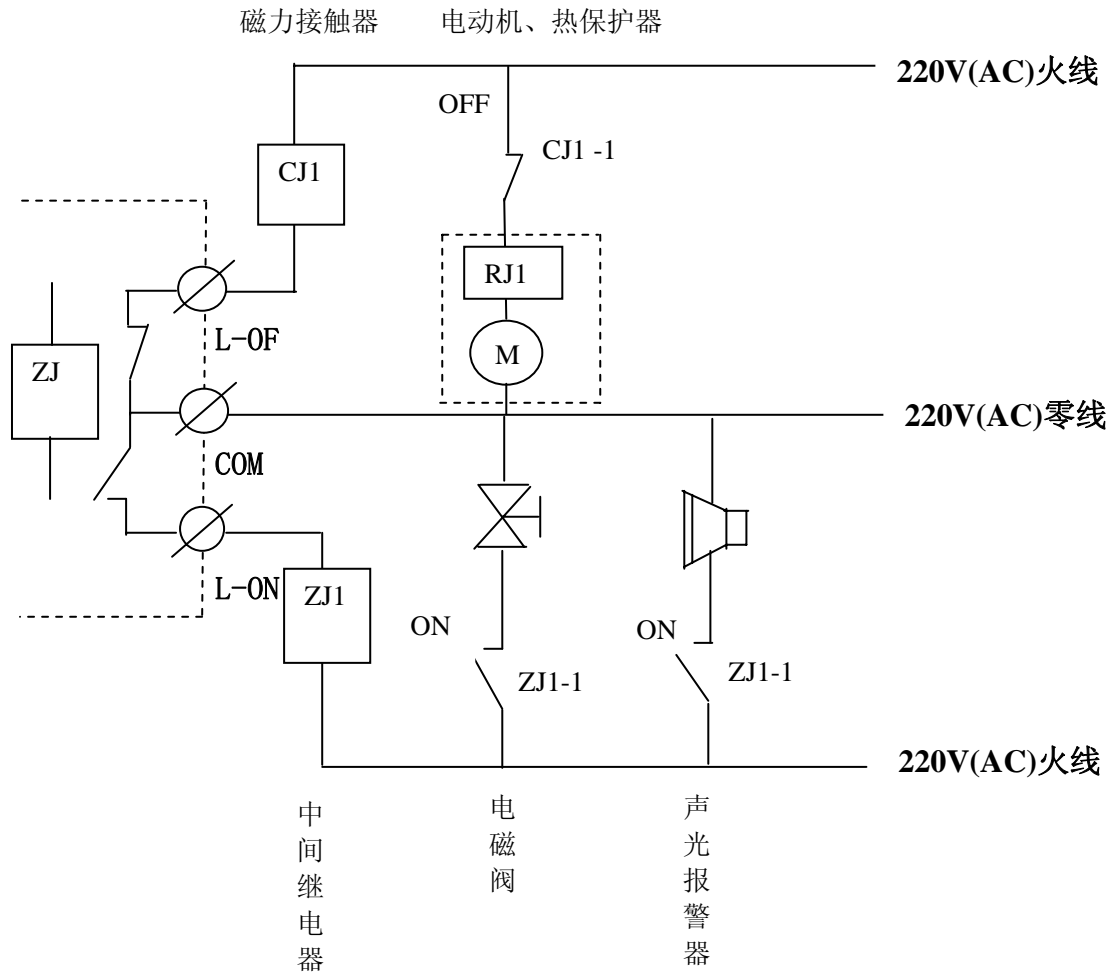 磁力接触器 电动机、热保护器
220V(AC)火线
OFF
CJ1 -1
CJ1
RJ1
L-OF
ZJ
M
220V(AC)零线
COM
L-ON
ZJ1
ON
ZJ1-1
ON
ZJ1-1
220V(AC)火线
中间继电器
电磁阀
声光报警器